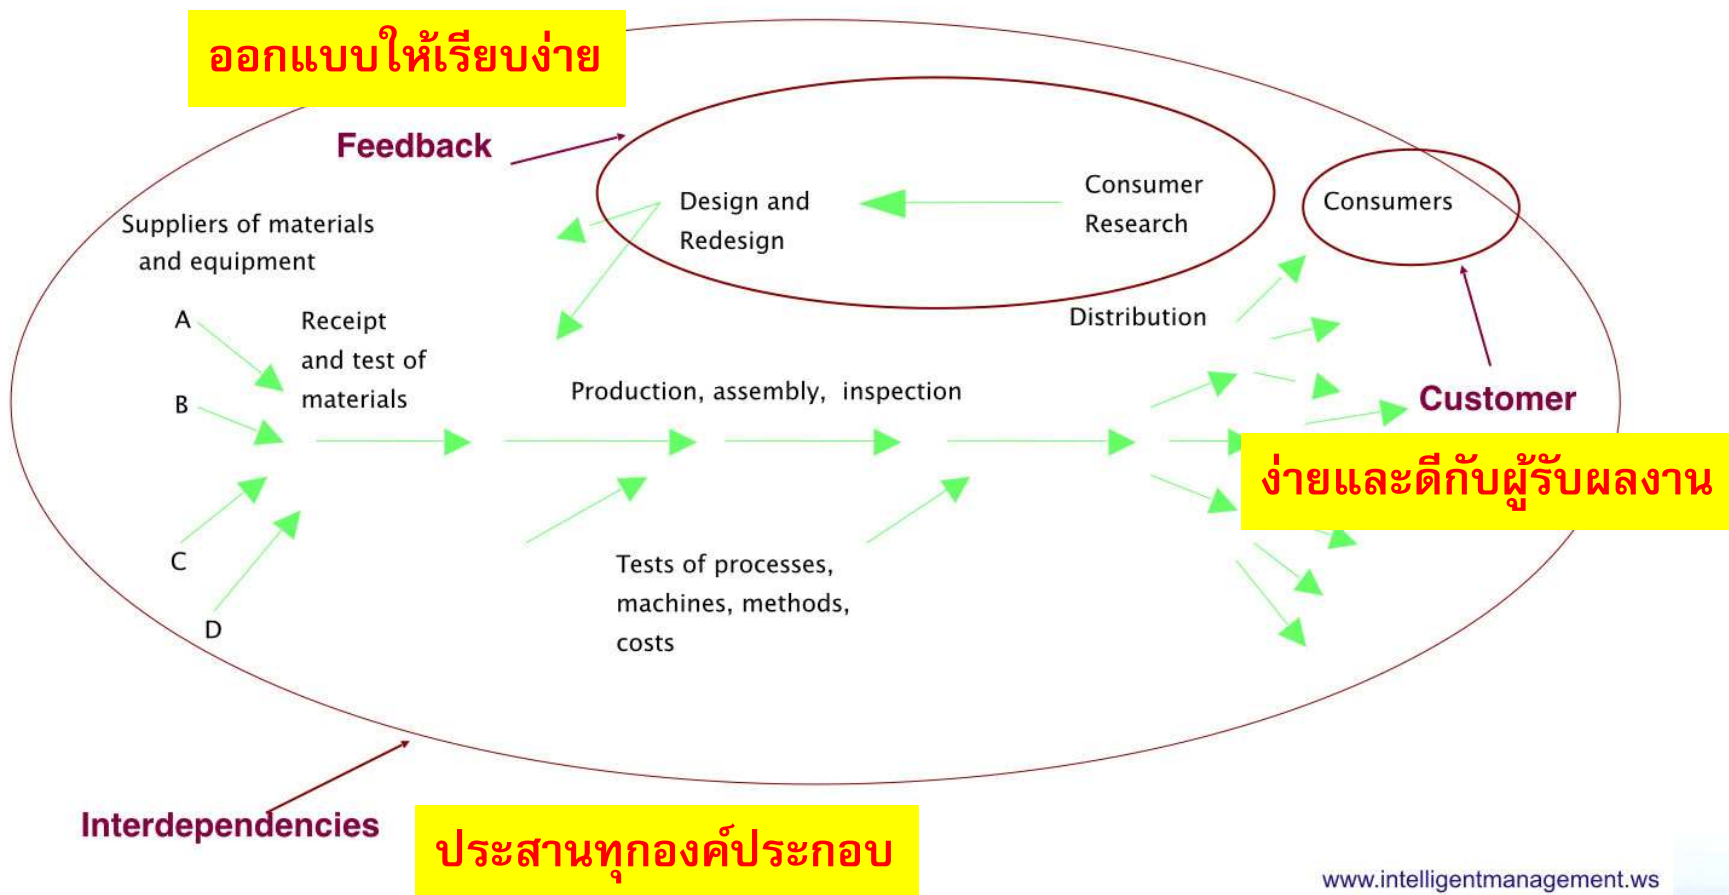 ออกแบบให้เรียบง่าย
Feedback
Design and
Redesign
Consumer
Research
Consumers
Suppliers of materials
and equipment
A
B
C
D
Receipt
and test of
materials
Distribution
Production, assembly, inspection
Customer
ง่ายและดีกับผู้รับผลงาน
Tests of processes,
machines, methods,
costs
Interdependencies
ประสานทุกองค์ประกอบ
www.intelligentmanagement.ws